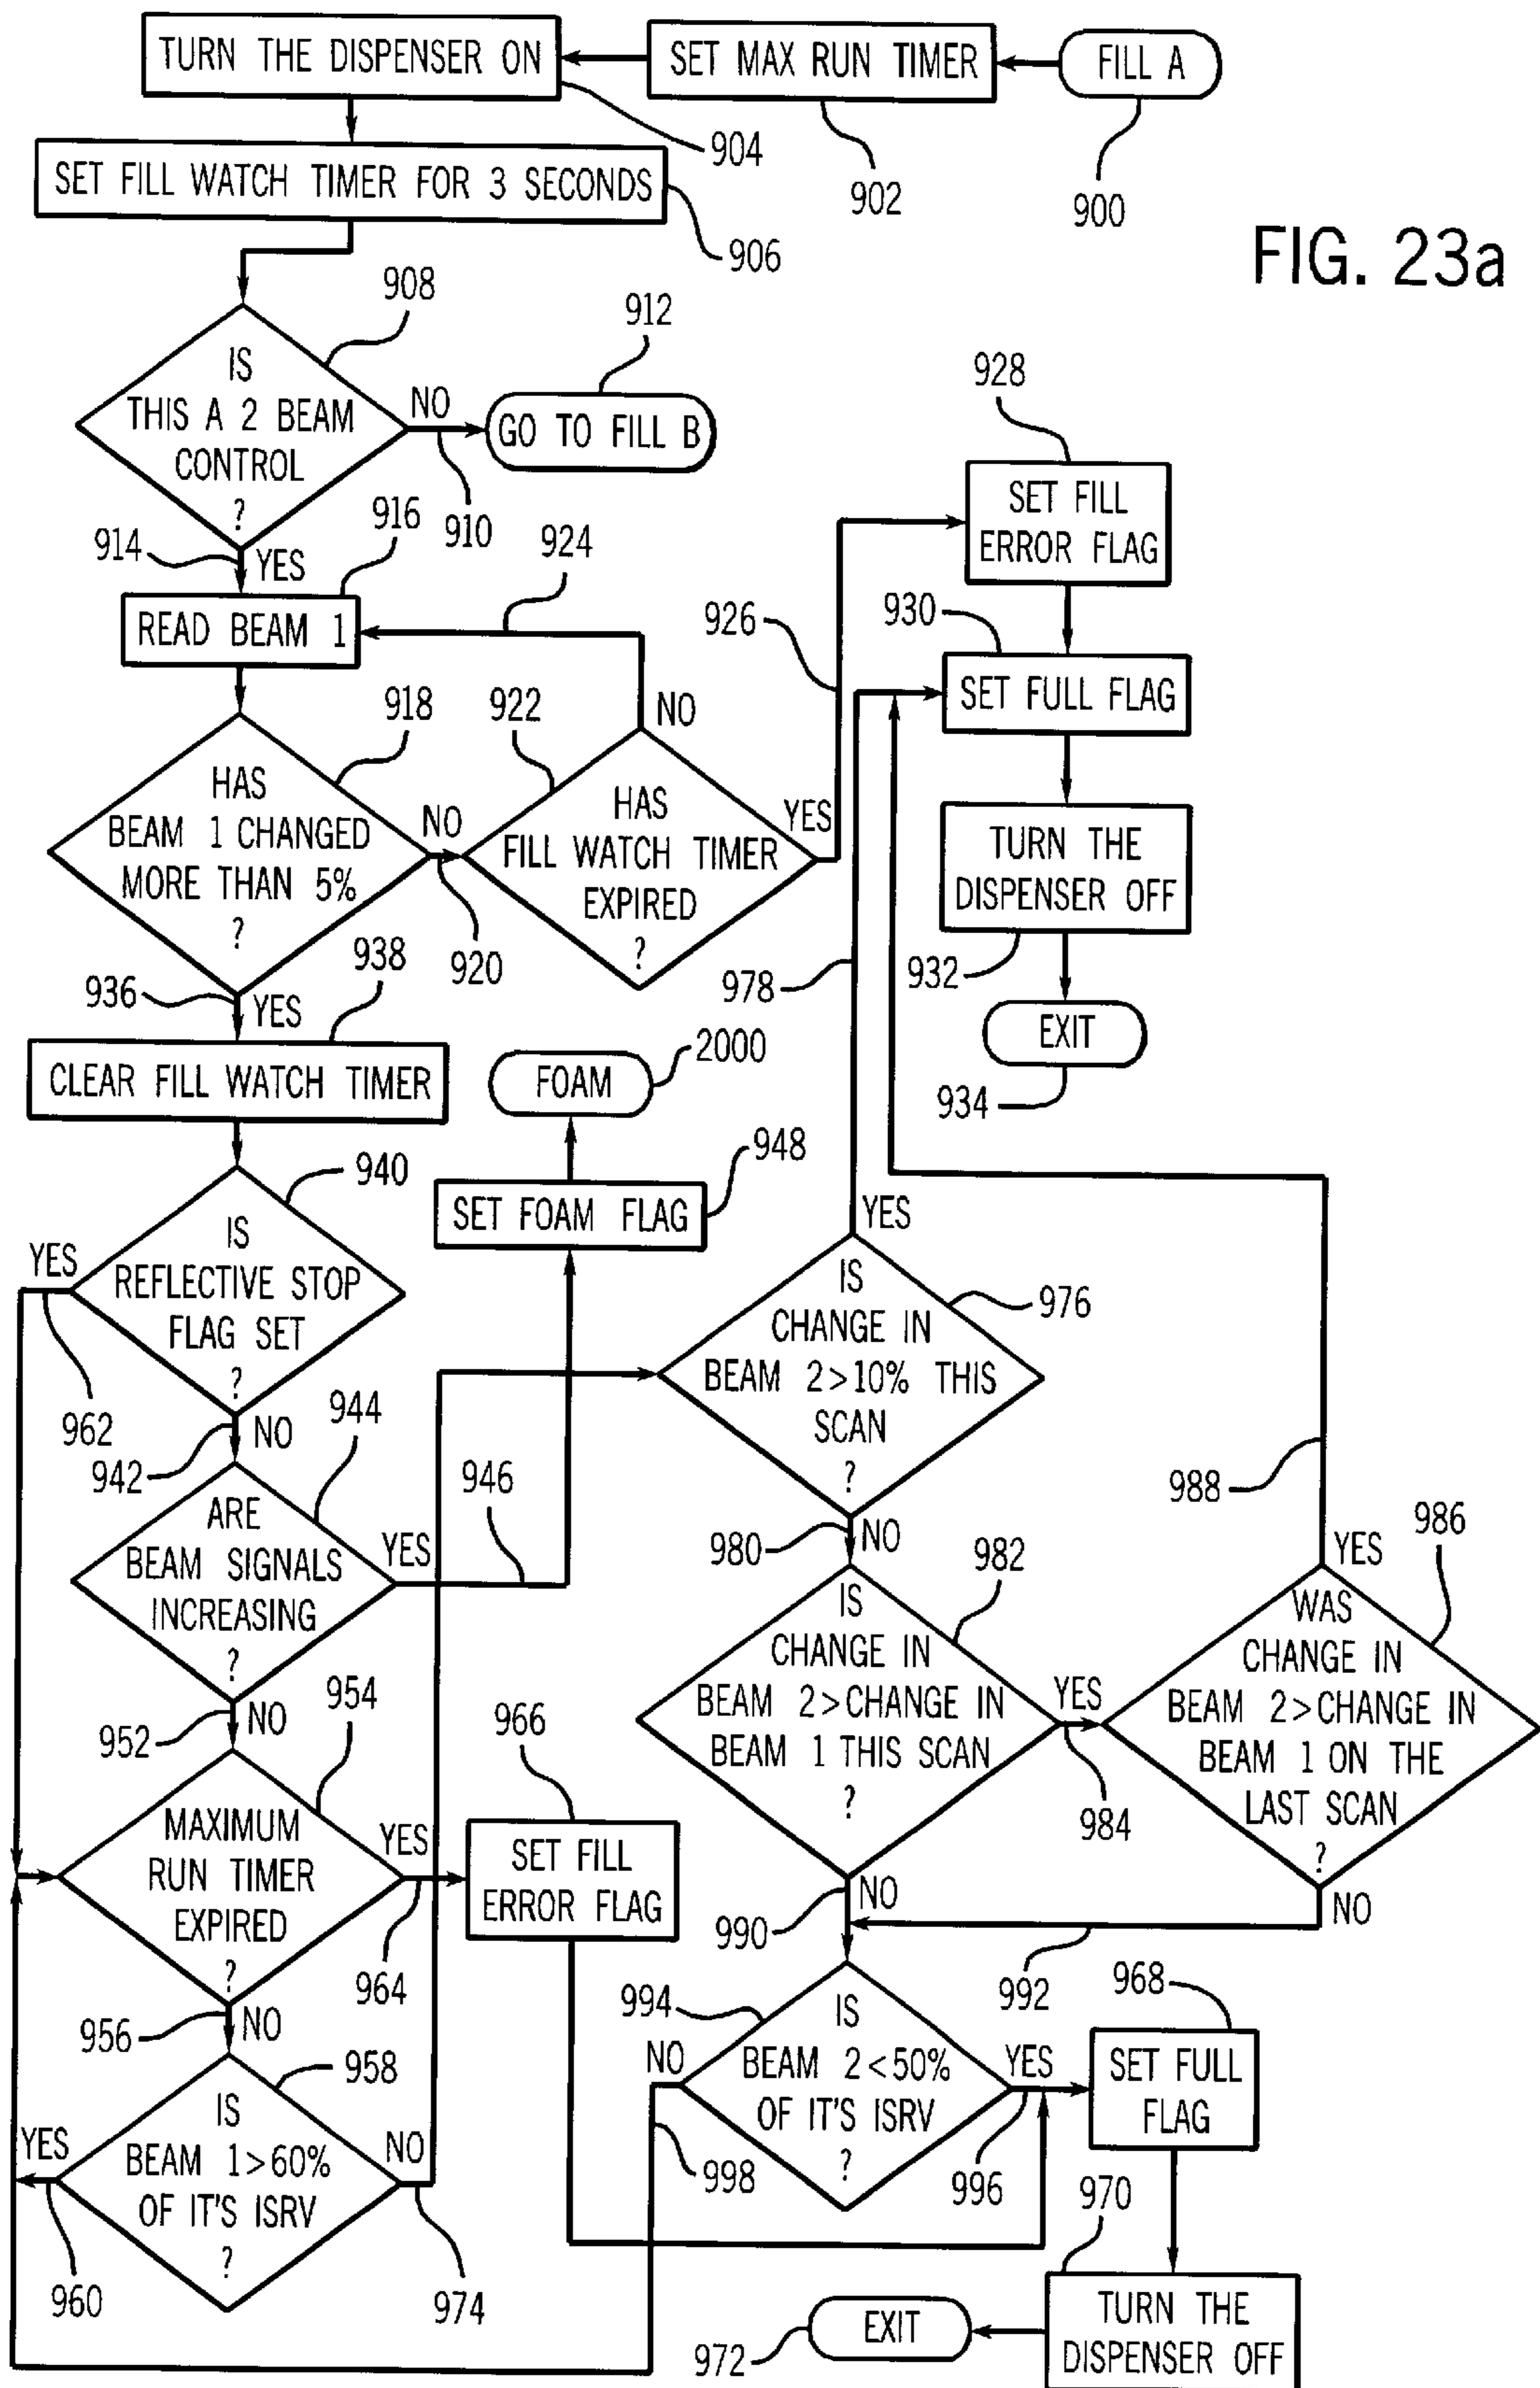 TURN THE DISPENSER ON
SET MAX RUN TIMER
FILL A
904
902
900
SET FILL WATCH TIMER FOR 3 SECONDS
906
FIG. 23a
908
IS
THIS A 2 BEAM
CONTROL
?
NO
910
912
GO TO FILL B
914
YES
916
READ BEAM 1
924
918
HAS
BEAM 1 CHANGED
MORE THAN 5%
?
NO
920
922
HAS
FILL WATCH TIMER
EXPIRED
?
NO
YES
926
928
SET FILL
ERROR FLAG
930
SET FULL FLAG
TURN THE
DISPENSER OFF
932
EXIT
934
936
YES
938
CLEAR FILL WATCH TIMER
940
IS
REFLECTIVE STOP
FLAG SET
?
YES
962
NO
942
FOAM
2000
SET FOAM FLAG
948
944
ARE
BEAM SIGNALS
INCREASING
?
YES
946
952
NO
954
MAXIMUM
RUN TIMER
EXPIRED
?
YES
964
966
SET FILL
ERROR FLAG
956
NO
958
IS
BEAM 1>60%
OF IT'S ISRV
?
YES
960
NO
974
978
YES
IS
CHANGE IN
BEAM 2>10% THIS
SCAN
?
976
980
NO
982
IS
CHANGE IN
BEAM 2>CHANGE IN
BEAM 1 THIS SCAN
?
YES
984
988
YES
986
WAS
CHANGE IN
BEAM 2>CHANGE IN
BEAM 1 ON THE
LAST SCAN
?
NO
990
NO
992
994
IS
BEAM 2<50%
OF IT'S ISRV
?
NO
998
YES
996
968
SET FULL
FLAG
970
TURN THE
DISPENSER OFF
EXIT
972